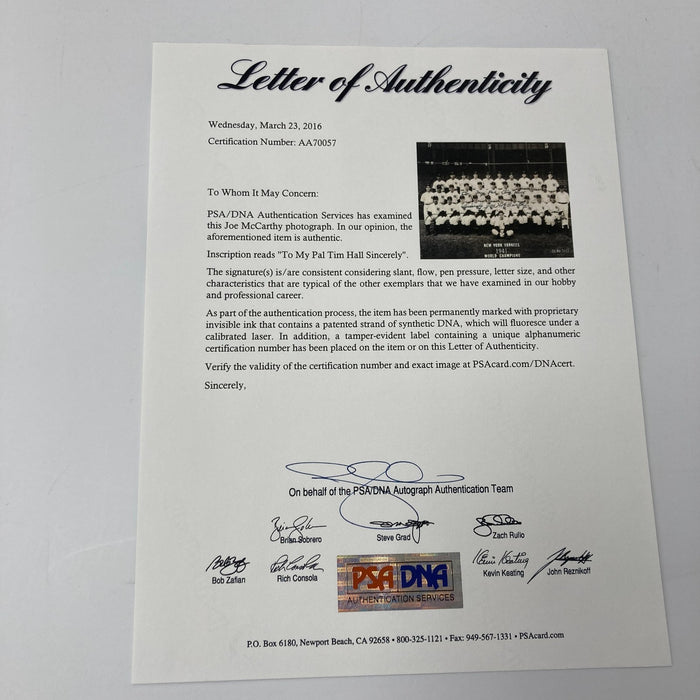 Letter of Authenticity
Wednesday, March 23, 2016
Certification Number: AA70057
To Whom It May Concern:
PSA/DNA Authentication Services has examined
this Joe McCarthy photograph. In our opinion, the
aforementioned item is authentic.
Inscription reads "To My Pal Tim Hall Sincerely".
NEW YORK YANKEES
1941
WORLD CHAMPIONS
The signature(s) is/are consistent considering slant, flow, pen pressure, letter size, and other
characteristics that are typical of the other exemplars that we have examined in our hobby
and professional career.
As part of the authentication process, the item has been permanently marked with proprietary
invisible ink that contains a patented strand of synthetic DNA, which will fluoresce under a
calibrated laser. In addition, a tamper-evident label containing a unique alphanumeric
certification number has been placed on the item or on this Letter of Authenticity.
Verify the validity of the certification number and exact image at PSAcard.com/DNAcert.
Sincerely,
On behalf of the PSA/DNA Autograph Authentication Team
Brian Sobrero
Steve Grad
Zach Rullo
Bob Zafian
Rich Consola
Kevin Keating
John Reznikoff
PSA DNA
AUTHENTICATION SERVICES
P.O. Box 6180, Newport Beach, CA 92658 • 800-325-1121 • Fax: 949-567-1331 • PSAcard.com